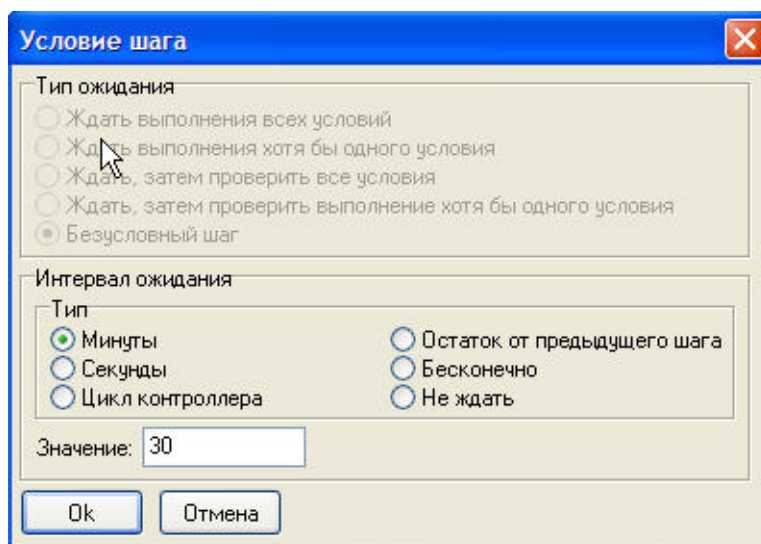 Условие шага
Тип ожидания
Ждать выполнения всех условий
Ждать выполнения хотя бы одного условия
Ждать, затем проверить все условия
Ждать, затем проверить выполнение хотя бы одного условия
Безусловный шаг
Интервал ожидания
Тип
Минуты
Остаток от предыдущего шага
Секунды
Бесконечно
Цикл контроллера
Не ждать
Значение: 30
Ok
Отмена